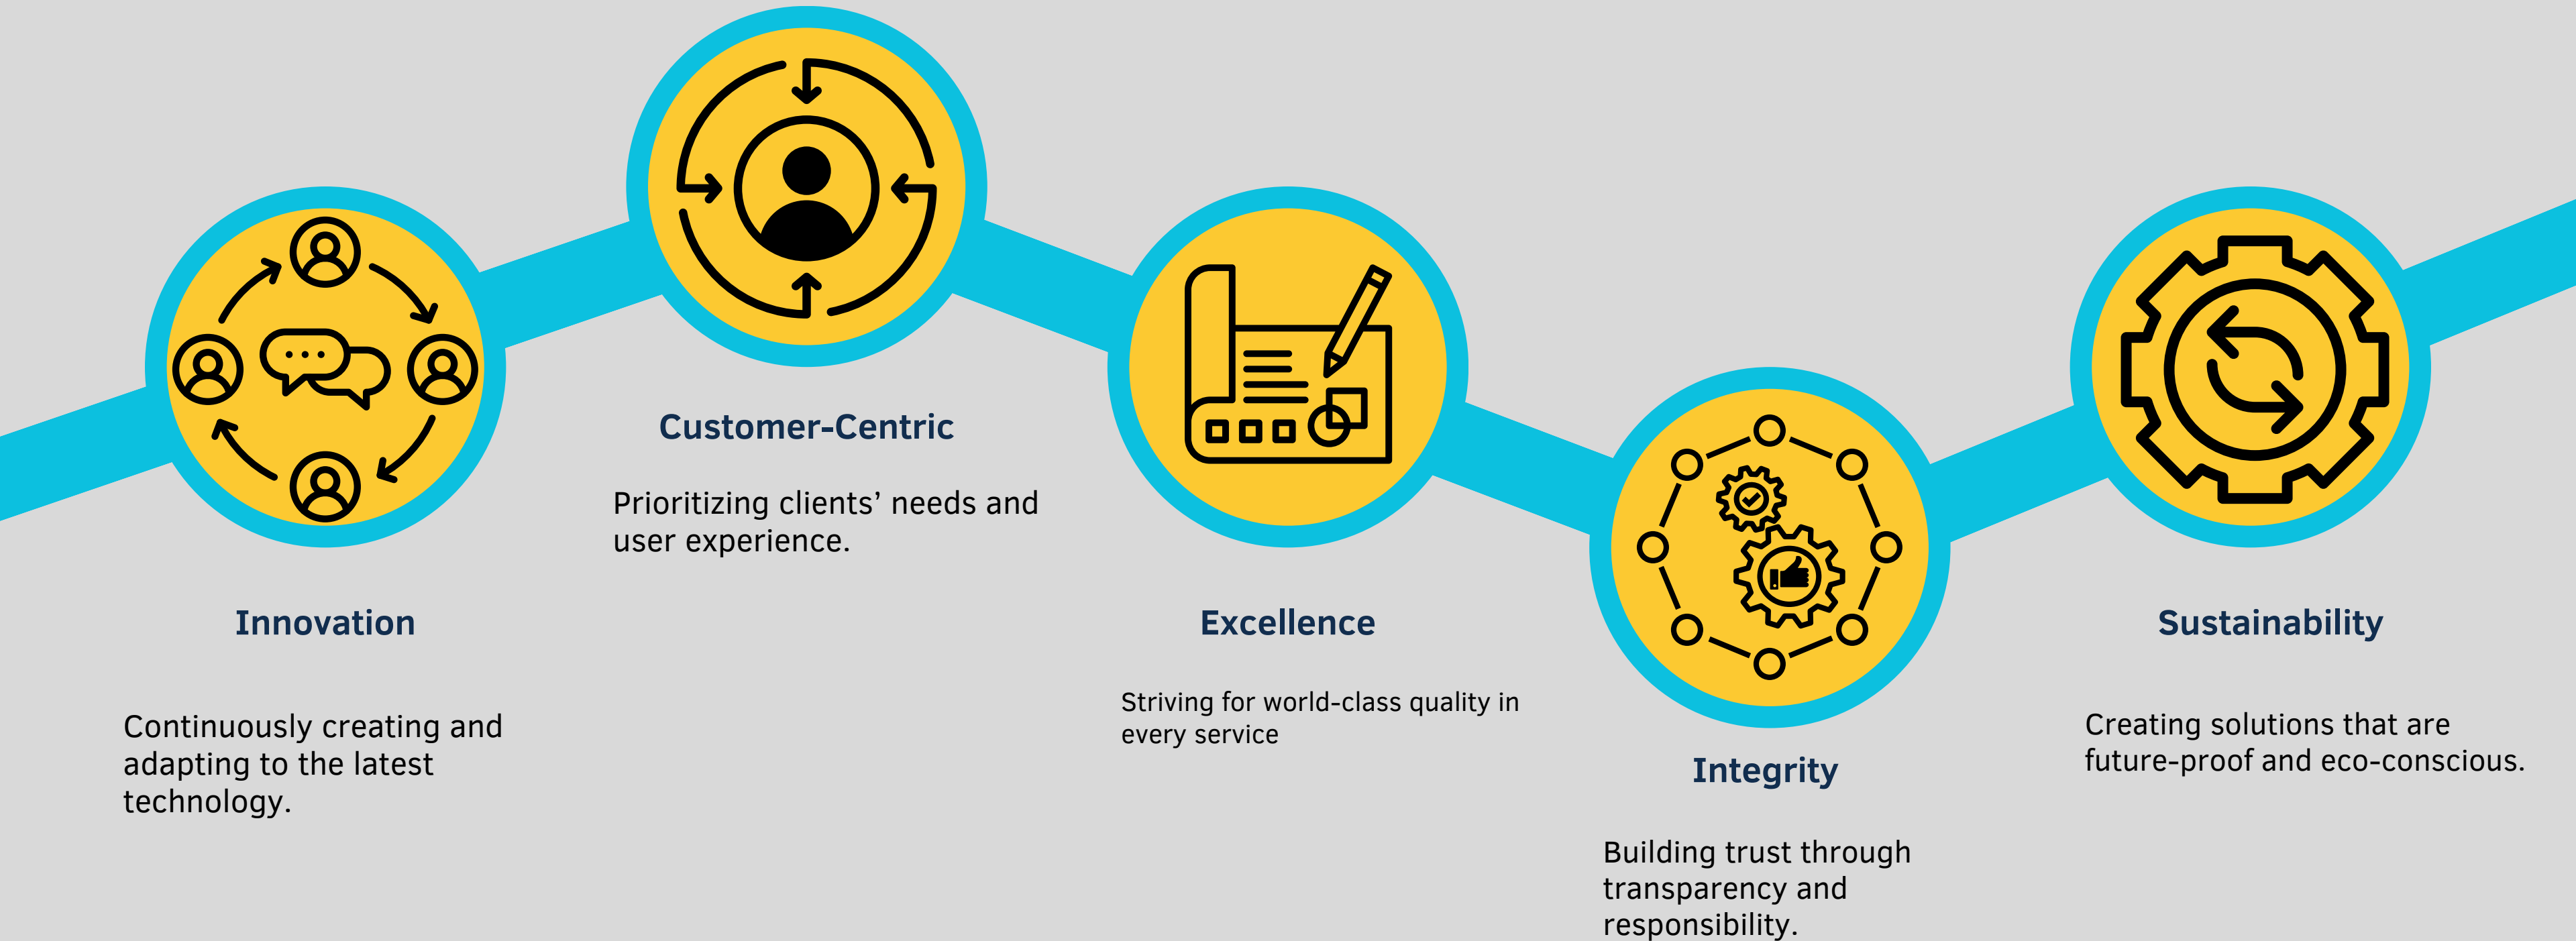 Innovation
Continuously creating and
adapting to the latest
technology.
Customer-Centric
Prioritizing clients’ needs and
user experience.
Excellence
Striving for world-class quality in
every service
Integrity
Building trust through
transparency and
responsibility.
Sustainability
Creating solutions that are
future-proof and eco-conscious.